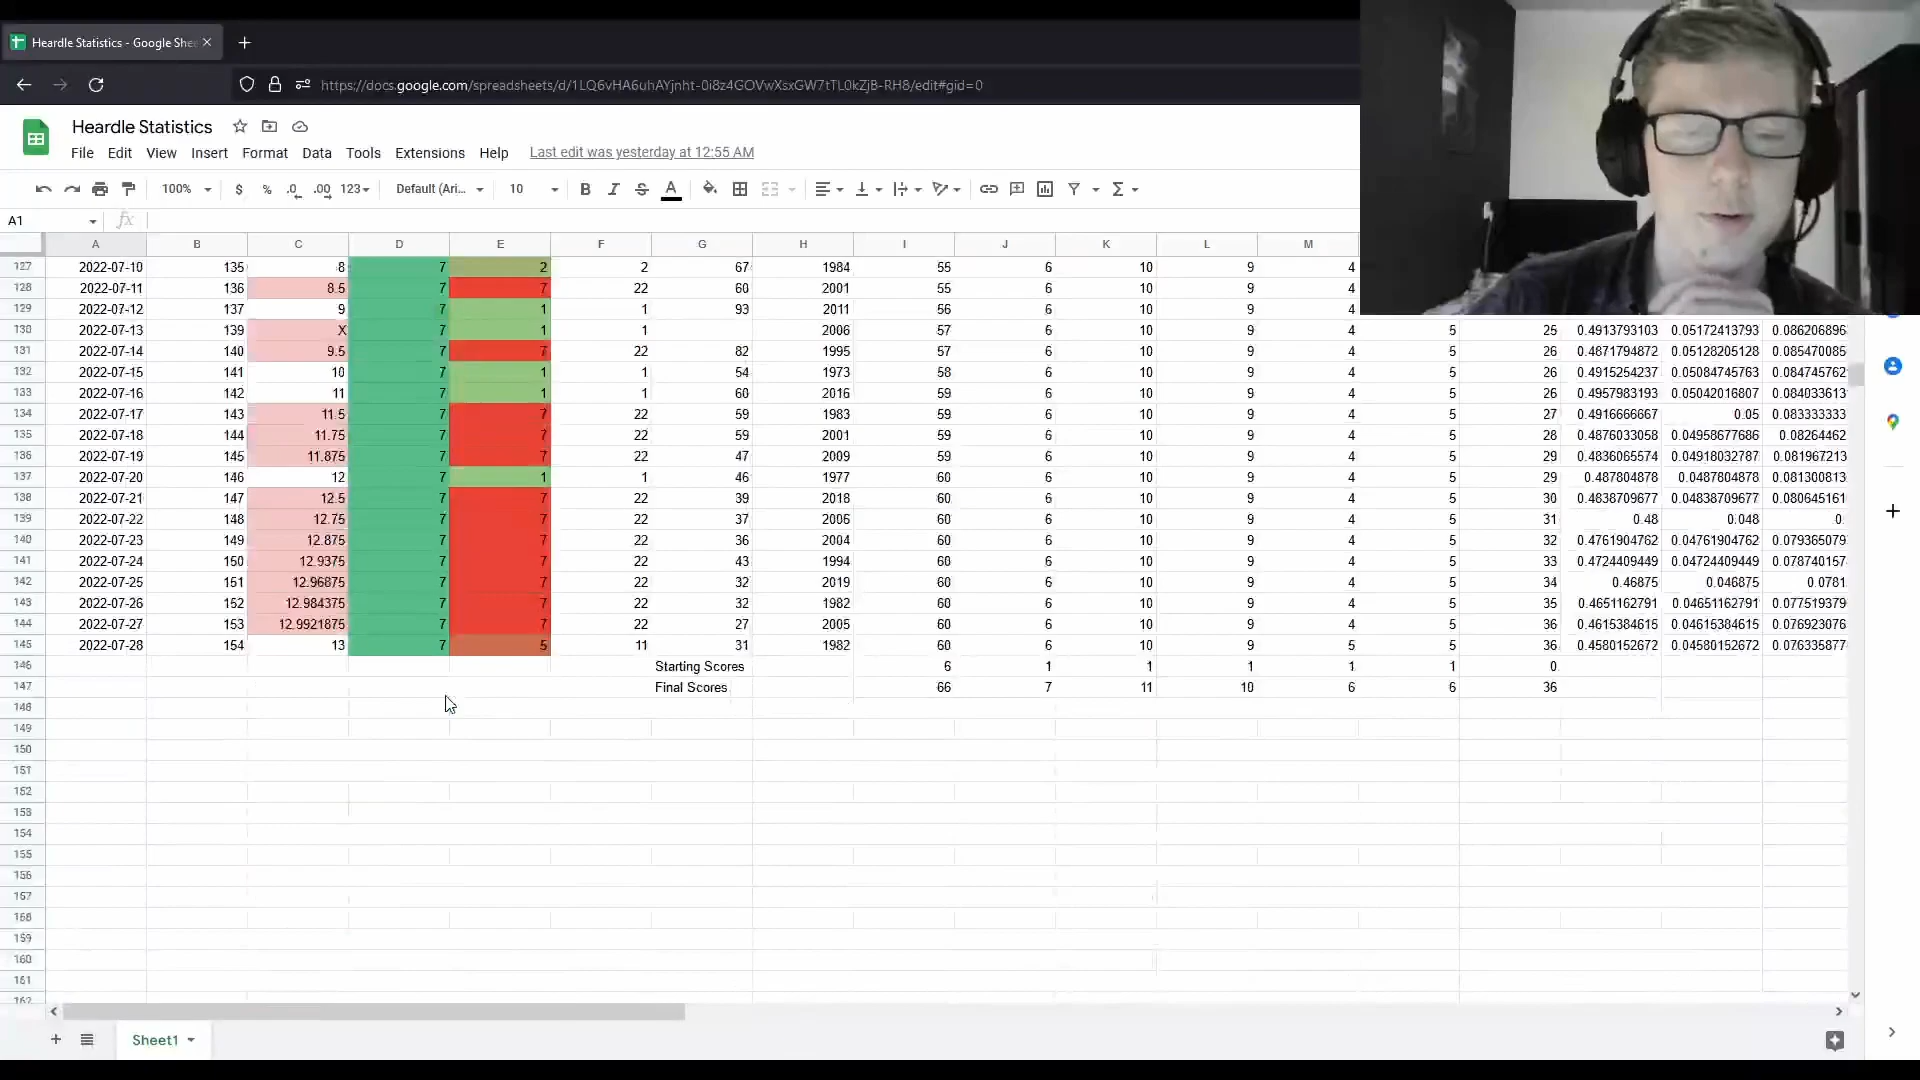 Heardle Statistics - Google She
https://docs.google.com/spreadsheets/d/1LQ6vHA6uhAYjnht-0i8z4GOVwXsxGW7tTL0kZjB-RH8/edit#gid=0
Heardle Statistics
File Edit View Insert Format Data Tools Extensions Help Last edit was yesterday at 12:55 AM
100% $ % .0 .00 123 Default (Ari... 10 B I S A
A1 fx
A B C D E F G H I J K L M
127 2022-07-10 135 8 7 2 2 67 1984 55 6 10 9 4
128 2022-07-11 136 8.5 7 7 22 60 2001 55 6 10 9 4
129 2022-07-12 137 9 7 1 1 93 2011 56 6 10 9 4
130 2022-07-13 139 X 7 1 1 2006 57 6 10 9 4 5 25 0.4913793103 0.05172413793 0.0862068965
131 2022-07-14 140 9.5 7 7 22 82 1995 57 6 10 9 4 5 26 0.4871794872 0.05128205128 0.0854700854
132 2022-07-15 141 10 7 1 1 54 1973 58 6 10 9 4 5 26 0.4915254237 0.05084745763 0.084745762
133 2022-07-16 142 11 7 1 1 60 2016 59 6 10 9 4 5 26 0.4957983193 0.05042016807 0.084033613
134 2022-07-17 143 11.5 7 7 22 59 1983 59 6 10 9 4 5 27 0.4916666667 0.05 0.083333333
135 2022-07-18 144 11.75 7 7 22 59 2001 59 6 10 9 4 5 28 0.4876033058 0.04958677686 0.08264462
136 2022-07-19 145 11.875 7 7 22 47 2009 59 6 10 9 4 5 29 0.4836065574 0.04918032787 0.081967213
137 2022-07-20 146 12 7 1 1 46 1977 60 6 10 9 4 5 29 0.487804878 0.0487804878 0.081300813
138 2022-07-21 147 12.5 7 7 22 39 2018 60 6 10 9 4 5 30 0.4838709677 0.04838709677 0.080645161
139 2022-07-22 148 12.75 7 7 22 37 2006 60 6 10 9 4 5 31 0.48 0.048 0.
140 2022-07-23 149 12.875 7 7 22 36 2004 60 6 10 9 4 5 32 0.4761904762 0.04761904762 0.079365079
141 2022-07-24 150 12.9375 7 7 22 43 1994 60 6 10 9 4 5 33 0.4724409449 0.04724409449 0.078740157
142 2022-07-25 151 12.96875 7 7 22 32 2019 60 6 10 9 4 5 34 0.46875 0.046875 0.0781
143 2022-07-26 152 12.984375 7 7 22 32 1982 60 6 10 9 4 5 35 0.4651162791 0.04651162791 0.077519379
144 2022-07-27 153 12.9921875 7 7 22 27 2005 60 6 10 9 4 5 36 0.4615384615 0.04615384615 0.076923076
145 2022-07-28 154 13 7 5 11 31 1982 60 6 10 9 5 5 36 0.4580152672 0.04580152672 0.076335877
146 Starting Scores 6 1 1 1 1 1 0
147 Final Scores 66 7 11 10 6 6 36
148
149
150
151
152
153
154
155
156
157
158
159
160
161
162
Sheet1